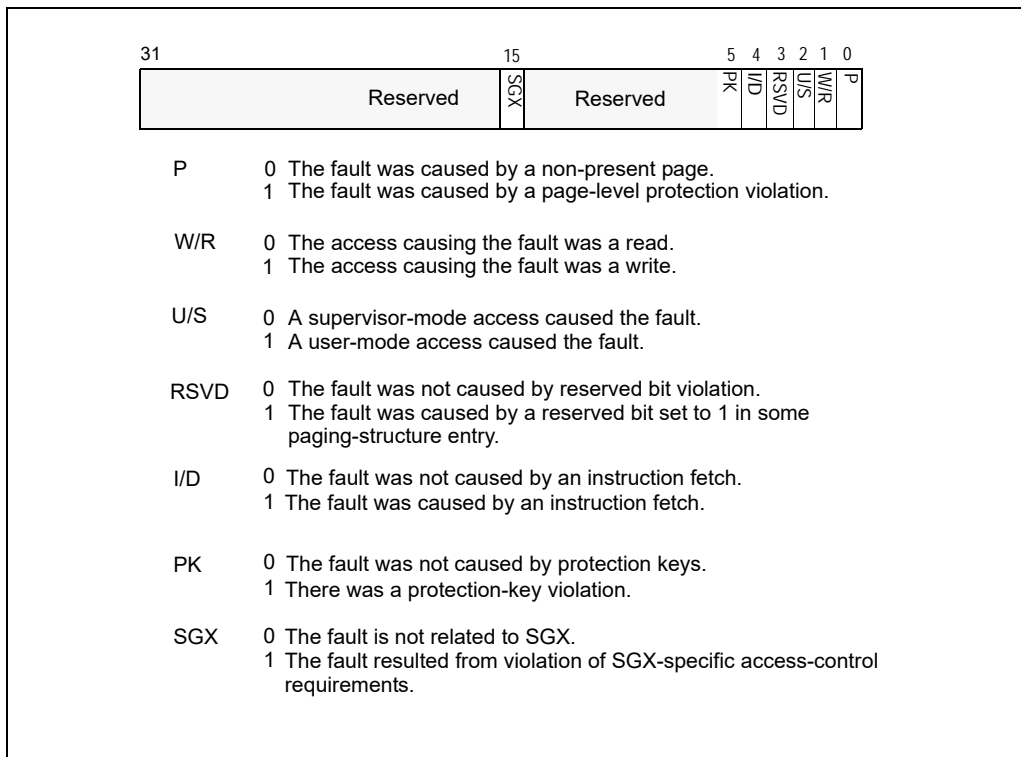 31 15 5 4 3 2 1 0
Reserved SGX Reserved PK I/D RSVD U/S W/R P
P 0 The fault was caused by a non-present page.
1 The fault was caused by a page-level protection violation.
W/R 0 The access causing the fault was a read.
1 The access causing the fault was a write.
U/S 0 A supervisor-mode access caused the fault.
1 A user-mode access caused the fault.
RSVD 0 The fault was not caused by reserved bit violation.
1 The fault was caused by a reserved bit set to 1 in some
paging-structure entry.
I/D 0 The fault was not caused by an instruction fetch.
1 The fault was caused by an instruction fetch.
PK 0 The fault was not caused by protection keys.
1 There was a protection-key violation.
SGX 0 The fault is not related to SGX.
1 The fault resulted from violation of SGX-specific access-control
requirements.